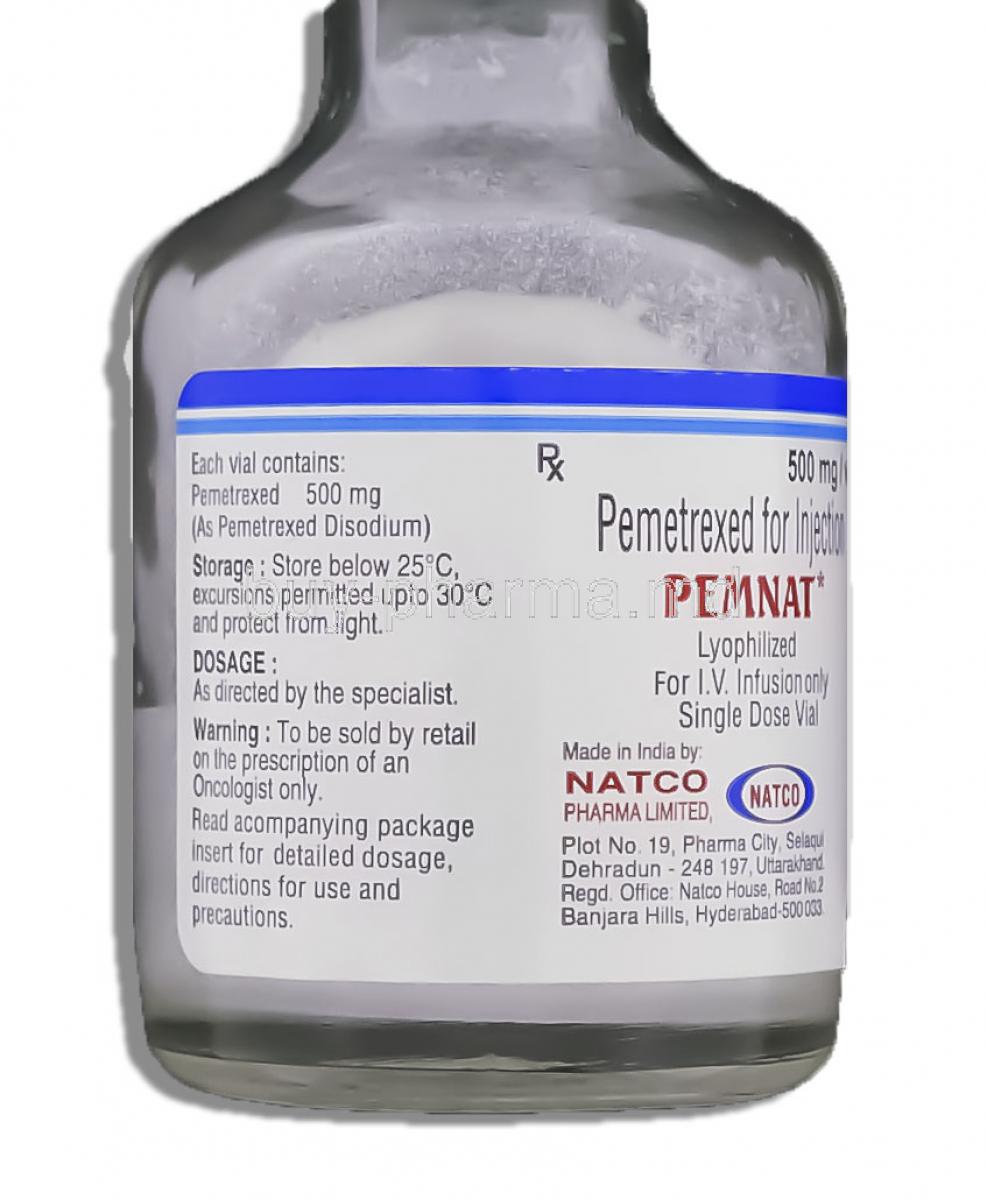 Each vial contains:
Pemetrexed 500 mg
(As Pemetrexed Disodium)
Storage : Store below 25°C,
excursions permitted upto 30°C
and protect from light.
DOSAGE :
As directed by the specialist.
Warning : To be sold by retail
on the prescription of an
Oncologist only.
Read acompanying package
insert for detailed dosage,
directions for use and
precautions.
Rx
500 mg/
Pemetrexed for Injection
PEMNAT*
Lyophilized
For I.V. Infusion only
Single Dose Vial
Made in India by:
NATCO
PHARMA LIMITED,
NATCO
Plot No. 19, Pharma City, Selaqui
Dehradun - 248 197, Uttarakhand.
Regd. Office: Natco House, Road No.2
Banjara Hills, Hyderabad-500 033.
buy-pharma.md